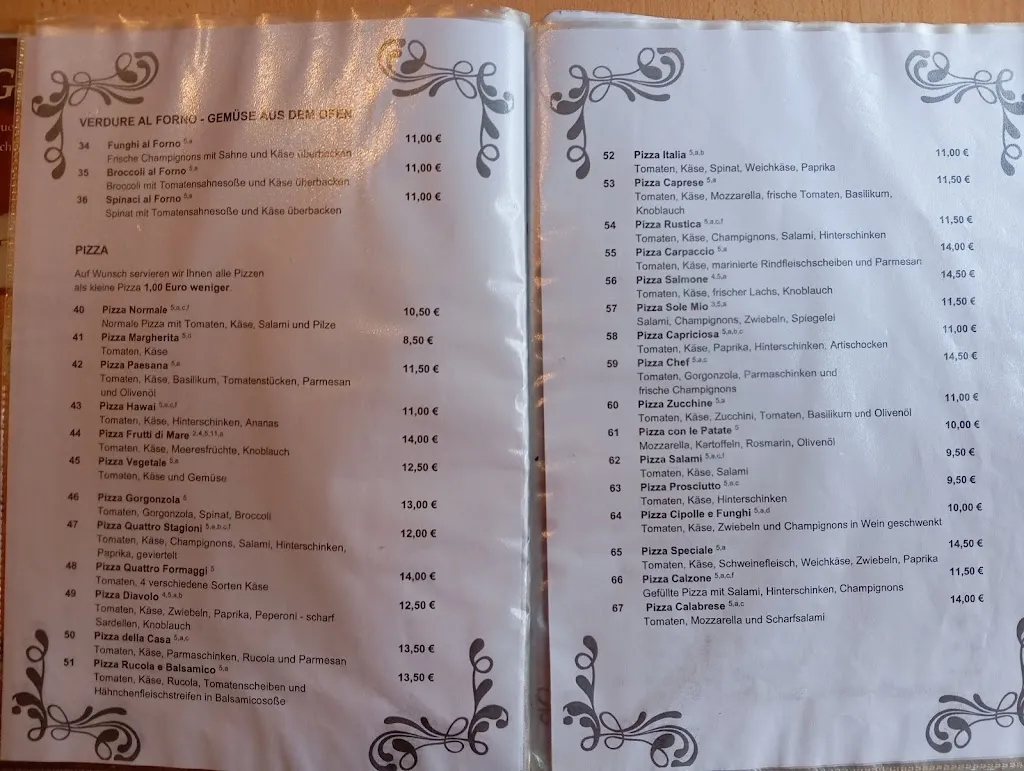 G
VERDURE AL FORNO - GEMÜSE AUS DEM OFEN
34 Funghi al Forno 5,a 11,00 €
Frische Champignons mit Sahne und Käse überbacken
35 Broccoli al Forno 5,a 11,00 €
Broccoli mit Tomatensahnesoße und Käse überbacken
36 Spinaci al Forno 5,a 11,00 €
Spinat mit Tomatensahnesoße und Käse überbacken
PIZZA
Auf Wunsch servieren wir Ihnen alle Pizzen
als kleine Pizza 1,00 Euro weniger.
40 Pizza Normale 5,a,c,f 10,50 €
Normale Pizza mit Tomaten, Käse, Salami und Pilze
41 Pizza Margherita 5,a 8,50 €
Tomaten, Käse
42 Pizza Paesana 5,a 11,50 €
Tomaten, Käse, Basilikum, Tomatenstücken, Parmesan
und Olivenöl
43 Pizza Hawai 5,a,c,f 11,00 €
Tomaten, Käse, Hinterschinken, Ananas
44 Pizza Frutti di Mare 2,4,5,11,a 14,00 €
Tomaten, Käse, Meeresfrüchte, Knoblauch
45 Pizza Vegetale 5,a 12,50 €
Tomaten, Käse und Gemüse
46 Pizza Gorgonzola 5 13,00 €
Tomaten, Gorgonzola, Spinat, Broccoli
47 Pizza Quattro Stagioni 5,a,b,c,f 12,00 €
Tomaten, Käse, Champignons, Salami, Hinterschinken,
Paprika, geviertelt
48 Pizza Quattro Formaggi 5 14,00 €
Tomaten, 4 verschiedene Sorten Käse
49 Pizza Diavolo 4,5,a,b 12,50 €
Tomaten, Käse, Zwiebeln, Paprika, Peperoni - scharf
Sardellen, Knoblauch
50 Pizza della Casa 5,a,c 13,50 €
Tomaten, Käse, Parmaschinken, Rucola und Parmesan
51 Pizza Rucola e Balsamico 5,a 13,50 €
Tomaten, Käse, Rucola, Tomatenscheiben und
Hähnchenfleischstreifen in Balsamicosoße
52 Pizza Italia 5,a,b 11,00 €
Tomaten, Käse, Spinat, Weichkäse, Paprika
53 Pizza Caprese 5,a 11,50 €
Tomaten, Käse, Mozzarella, frische Tomaten, Basilikum,
Knoblauch
54 Pizza Rustica 5,a,c,f 11,50 €
Tomaten, Käse, Champignons, Salami, Hinterschinken
55 Pizza Carpaccio 5,a 14,00 €
Tomaten, Käse, marinierte Rindfleischscheiben und Parmesan
56 Pizza Salmone 4,5,a 14,50 €
Tomaten, Käse, frischer Lachs, Knoblauch
57 Pizza Sole Mio 3,5,a 11,50 €
Salami, Champignons, Zwiebeln, Spiegelei
58 Pizza Capriciosa 5,a,b,c 11,00 €
Tomaten, Käse, Paprika, Hinterschinken, Artischocken
59 Pizza Chef 5,a,c 14,50 €
Tomaten, Gorgonzola, Parmaschinken und
frische Champignons
60 Pizza Zucchine 5,a 11,00 €
Tomaten, Käse, Zucchini, Tomaten, Basilikum und Olivenöl
61 Pizza con le Patate 5 10,00 €
Mozzarella, Kartoffeln, Rosmarin, Olivenöl
62 Pizza Salami 5,a,c,f 9,50 €
Tomaten, Käse, Salami
63 Pizza Prosciutto 5,a,c 9,50 €
Tomaten, Käse, Hinterschinken
64 Pizza Cipolle e Funghi 5,a,d 10,00 €
Tomaten, Käse, Zwiebeln und Champignons in Wein geschwenkt
65 Pizza Speciale 5,a 14,50 €
Tomaten, Käse, Schweinefleisch, Weichkäse, Zwiebeln, Paprika
66 Pizza Calzone 5,a,c,f 11,50 €
Gefüllte Pizza mit Salami, Hinterschinken, Champignons
67 Pizza Calabrese 5,a,c 14,00 €
Tomaten, Mozzarella und Scharfsalami